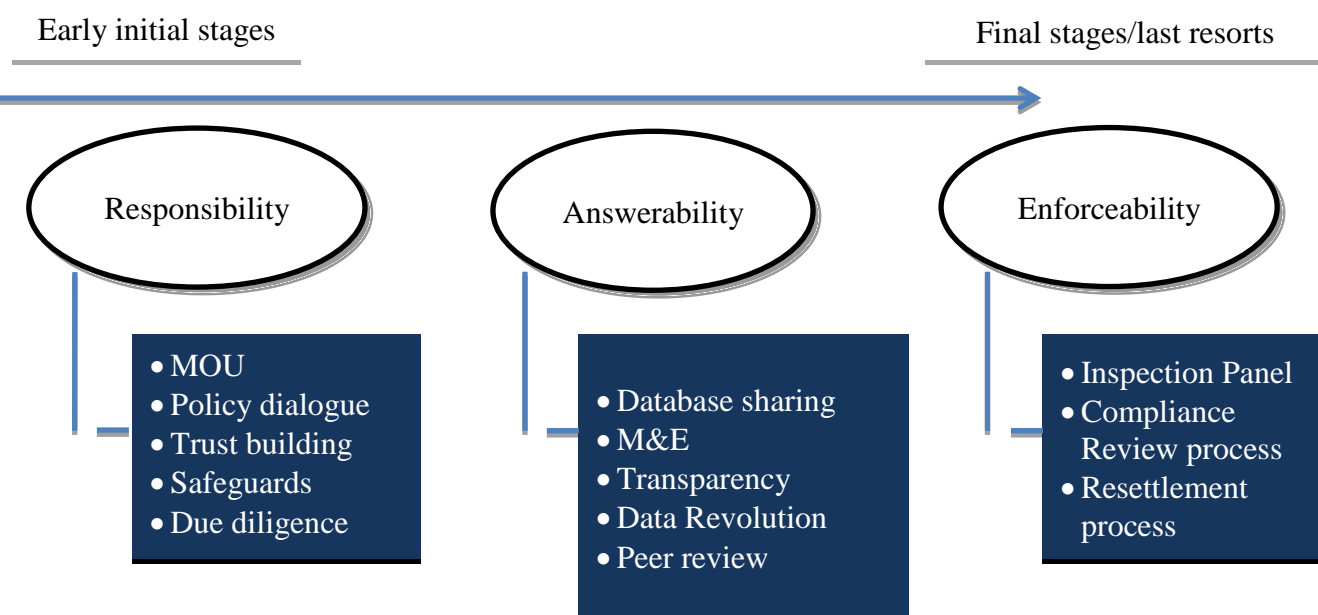 Early initial stages
Final stages/last resorts
Responsibility
Answerability
Enforceability
• MOU
• Policy dialogue
• Trust building
• Safeguards
• Due diligence
• Database sharing
• M&E
• Transparency
• Data Revolution
• Peer review
• Inspection Panel
• Compliance
Review process
• Resettlement
process